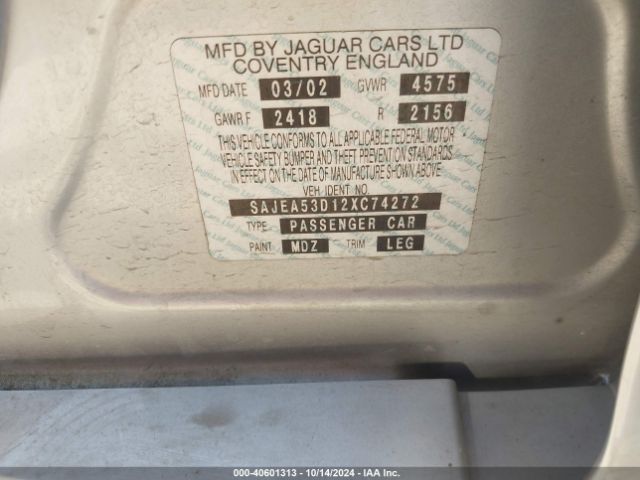 MFD BY JAGUAR CARS LTD
COVENTRY ENGLAND
MFD DATE 03/02 GVWR 4575
GAWR F 2418 R 2156
THIS VEHICLE CONFORMS TO ALL APPLICABLE FEDERAL MOTOR
VEHICLE SAFETY BUMPER AND THEFT PREVENTION STANDARDS
IN EFFECT ON THE DATE OF MANUFACTURE SHOWN ABOVE
VEH IDENT NO
SAJEA53D12XC74272
TYPE PASSENGER CAR
PAINT MDZ TRIM LEG
000-40601313 - 10/14/2024 - IAA Inc.